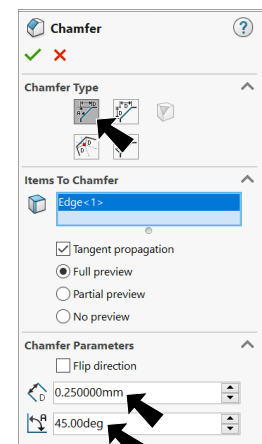 Chamfer
?
Chamfer Type
Items To Chamfer
Edge<1>
Tangent propagation
Full preview
Partial preview
No preview
Chamfer Parameters
Flip direction
0.250000mm
45.00deg